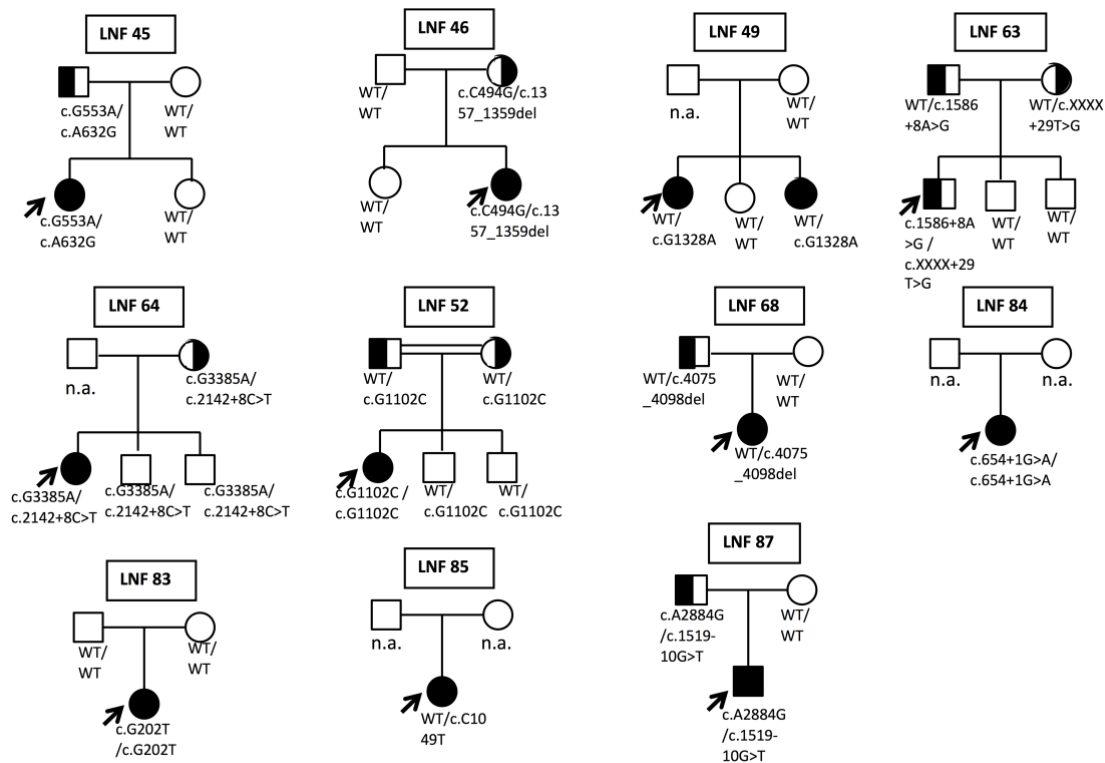 LNF 45
c.G553A/
c.A632G
WT/
WT
c.G553A/
c.A632G
WT/
WT
LNF 46
WT/
WT
c.C494G/c.13
57_1359del
WT/
WT
c.C494G/c.13
57_1359del
LNF 49
n.a.
WT/
WT
WT/
c.G1328A
WT/
WT
WT/
c.G1328A
LNF 63
WT/c.1586
+8A>G
WT/c.XXXX
+29T>G
c.1586+8A
>G /
c.XXXX+29
T>G
WT/
WT
WT/
WT
LNF 64
n.a.
c.G3385A/
c.2142+8C>T
c.G3385A/
c.2142+8C>T
c.G3385A/
c.2142+8C>T
c.G3385A/
c.2142+8C>T
LNF 52
WT/
c.G1102C
WT/
c.G1102C
c.G1102C /
c.G1102C
WT/
c.G1102C
WT/
c.G1102C
LNF 68
WT/c.4075
_4098del
WT/
WT
WT/c.4075
_4098del
LNF 84
n.a.
n.a.
c.654+1G>A/
c.654+1G>A
LNF 83
WT/
WT
WT/
WT
c.G202T
/c.G202T
LNF 85
n.a.
n.a.
WT/c.C10
49T
LNF 87
c.A2884G
/c.1519-
10G>T
WT/
WT
c.A2884G
/c.1519-
10G>T